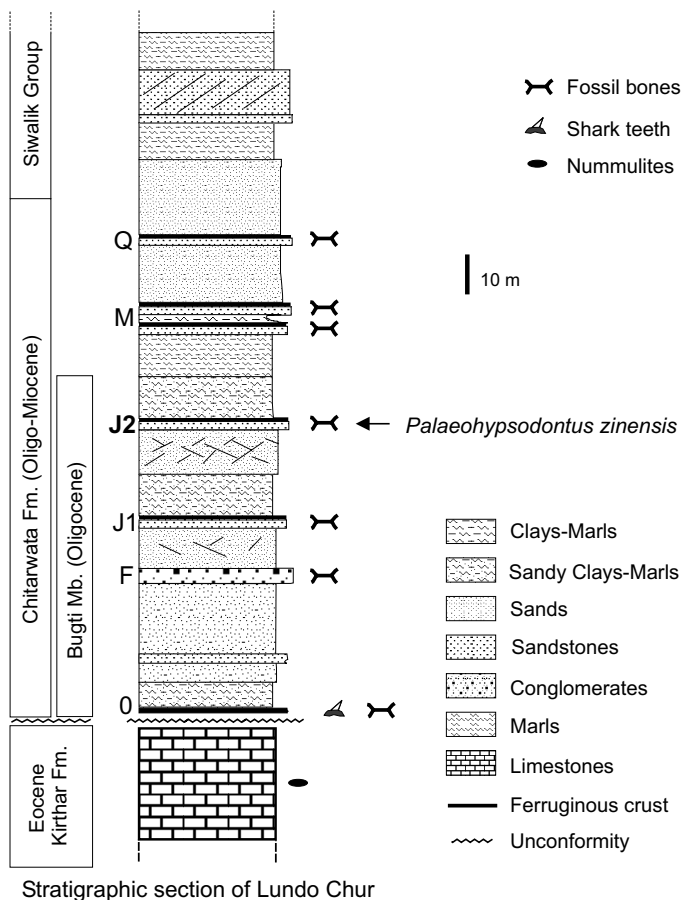 Siwalik Group
Chitarwata Fm. (Oligo-Miocene)
Bugti Mb. (Oligocene)
Eocene
Kirthar Fm.
Q
M
J2
J1
F
0
Palaeohypsodontus zinensis
Fossil bones
Shark teeth
Nummulites
10 m
Clays-Marls
Sandy Clays-Marls
Sands
Sandstones
Conglomerates
Marls
Limestones
Ferruginous crust
Unconformity
Stratigraphic section of Lundo Chur